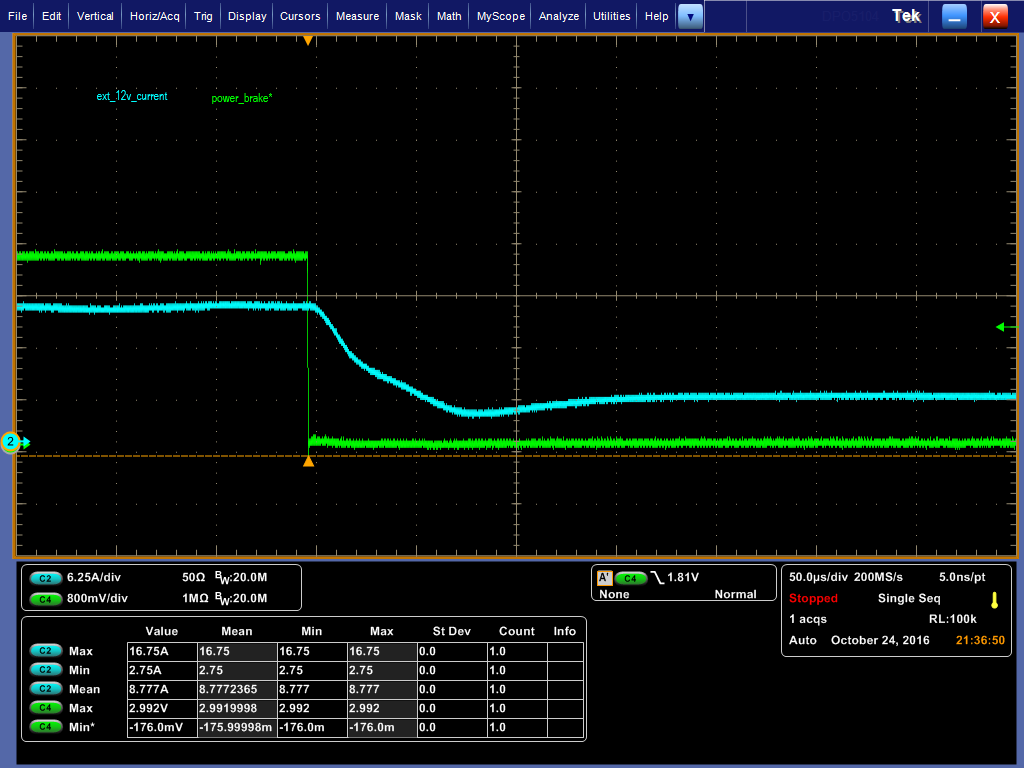 File Edit Vertical Horiz/Acq Trig Display Cursors Measure Mask Math MyScope Analyze Utilities Help Tek X
ext_12v_current power_brake*
2
C2 6.25A/div 50Ω BW:20.0M
C4 800mV/div 1MΩ BW:20.0M
A' C4 1.81V
None Normal
50.0µs/div 200MS/s 5.0ns/pt
Stopped Single Seq
1 acqs RL:100k
Auto October 24, 2016 21:36:50
Value Mean Min Max St Dev Count Info
C2 Max 16.75A 16.75 16.75 16.75 0.0 1.0
C2 Min 2.75A 2.75 2.75 2.75 0.0 1.0
C2 Mean 8.777A 8.7772365 8.777 8.777 0.0 1.0
C4 Max 2.992V 2.9919998 2.992 2.992 0.0 1.0
C4 Min* -176.0mV -175.99998m -176.0m -176.0m 0.0 1.0